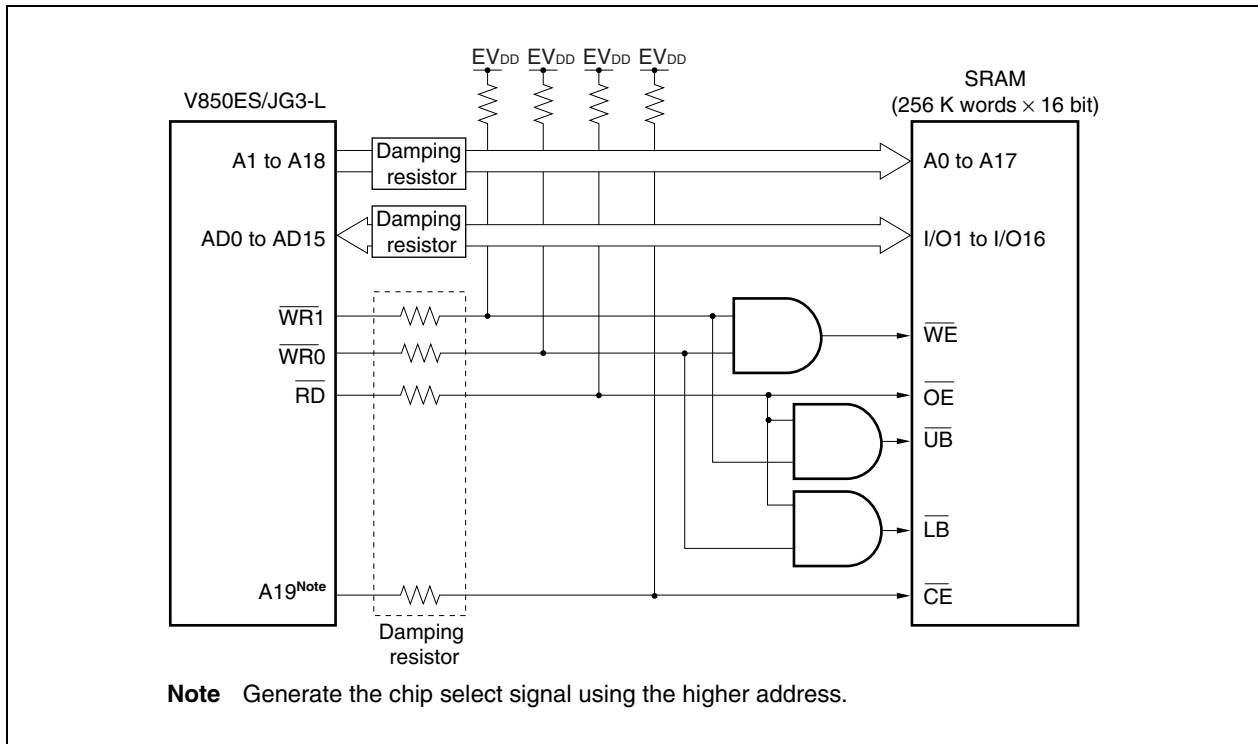 EVDD EVDD EVDD EVDD
V850ES/JG3-L
SRAM
(256 K words × 16 bit)
A1 to A18
Damping
resistor
A0 to A17
AD0 to AD15
Damping
resistor
I/O1 to I/O16
WR1
WE
WR0
RD
OE
UB
LB
A19Note
CE
Damping
resistor
Note Generate the chip select signal using the higher address.